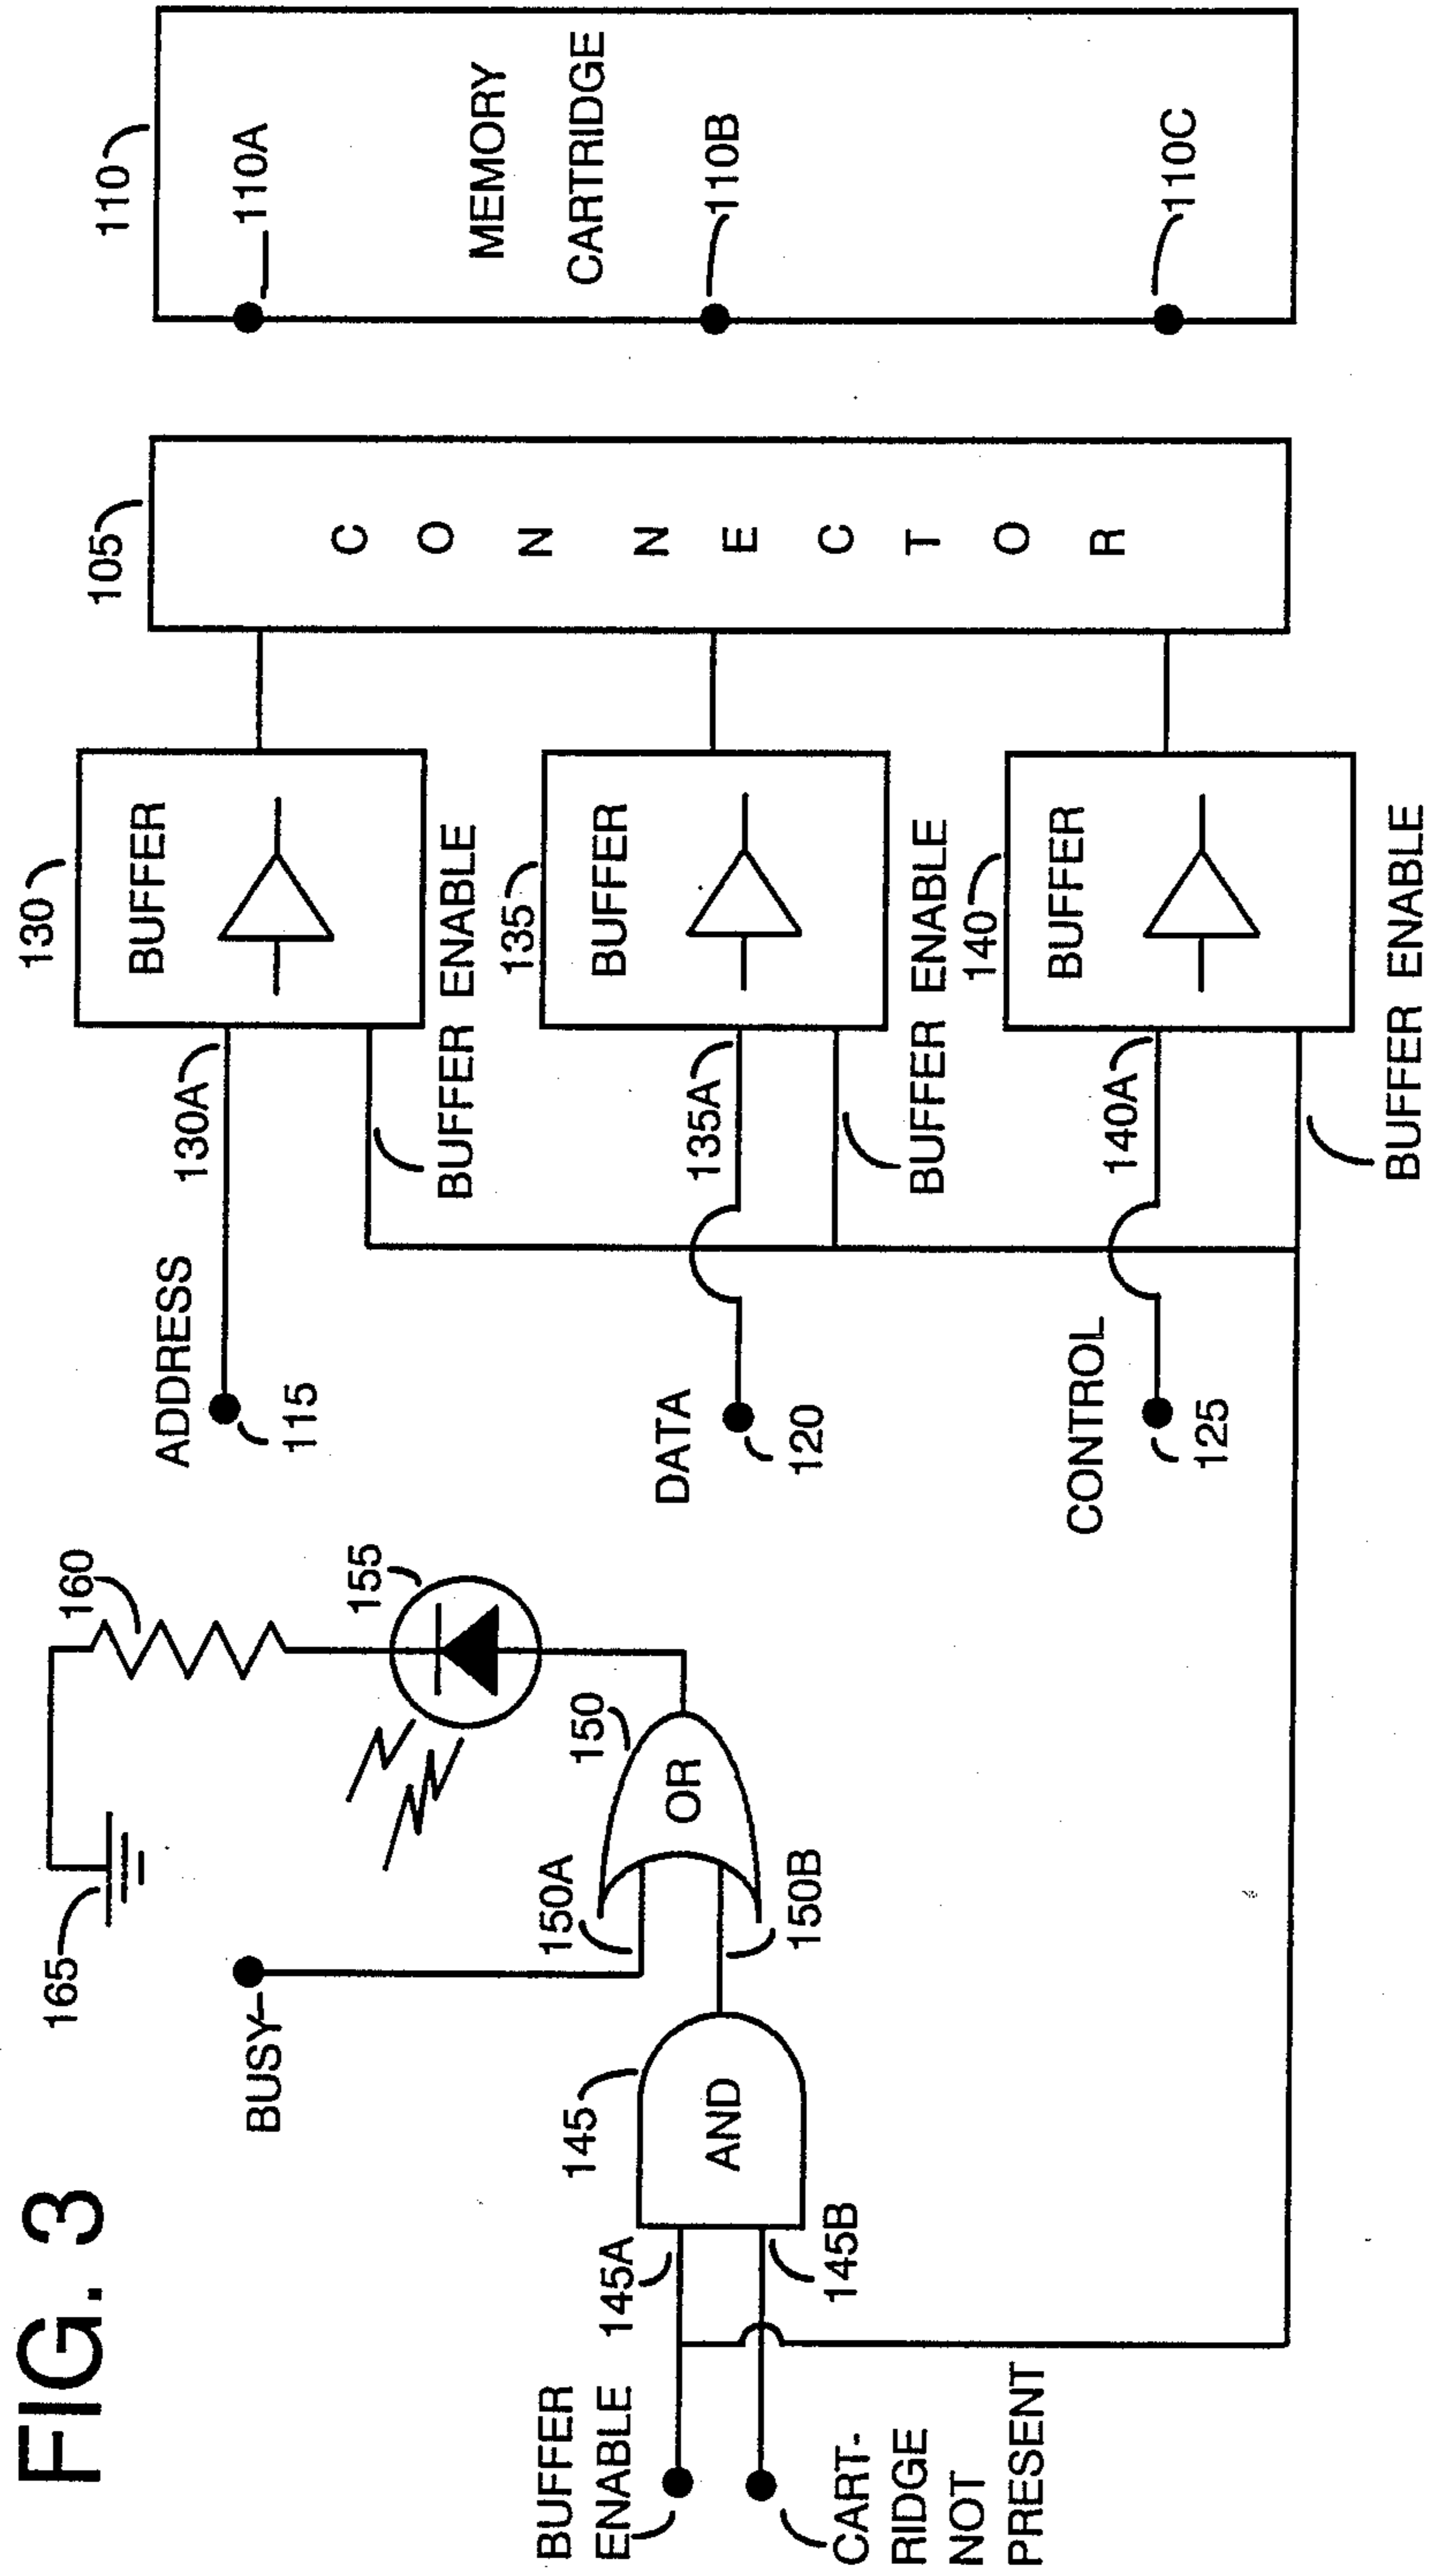 FIG. 3
165
160
BUSY
155
150A
150
OR
150B
145
AND
145A
145B
BUFFER
ENABLE
CART-
RIDGE
NOT
PRESENT
ADDRESS
115
130A
130
BUFFER
BUFFER ENABLE
DATA
120
135A
135
BUFFER
BUFFER ENABLE
CONTROL
125
140A
140
BUFFER
BUFFER ENABLE
105
CONNECTOR
110
110A
MEMORY
CARTRIDGE
110B
110C